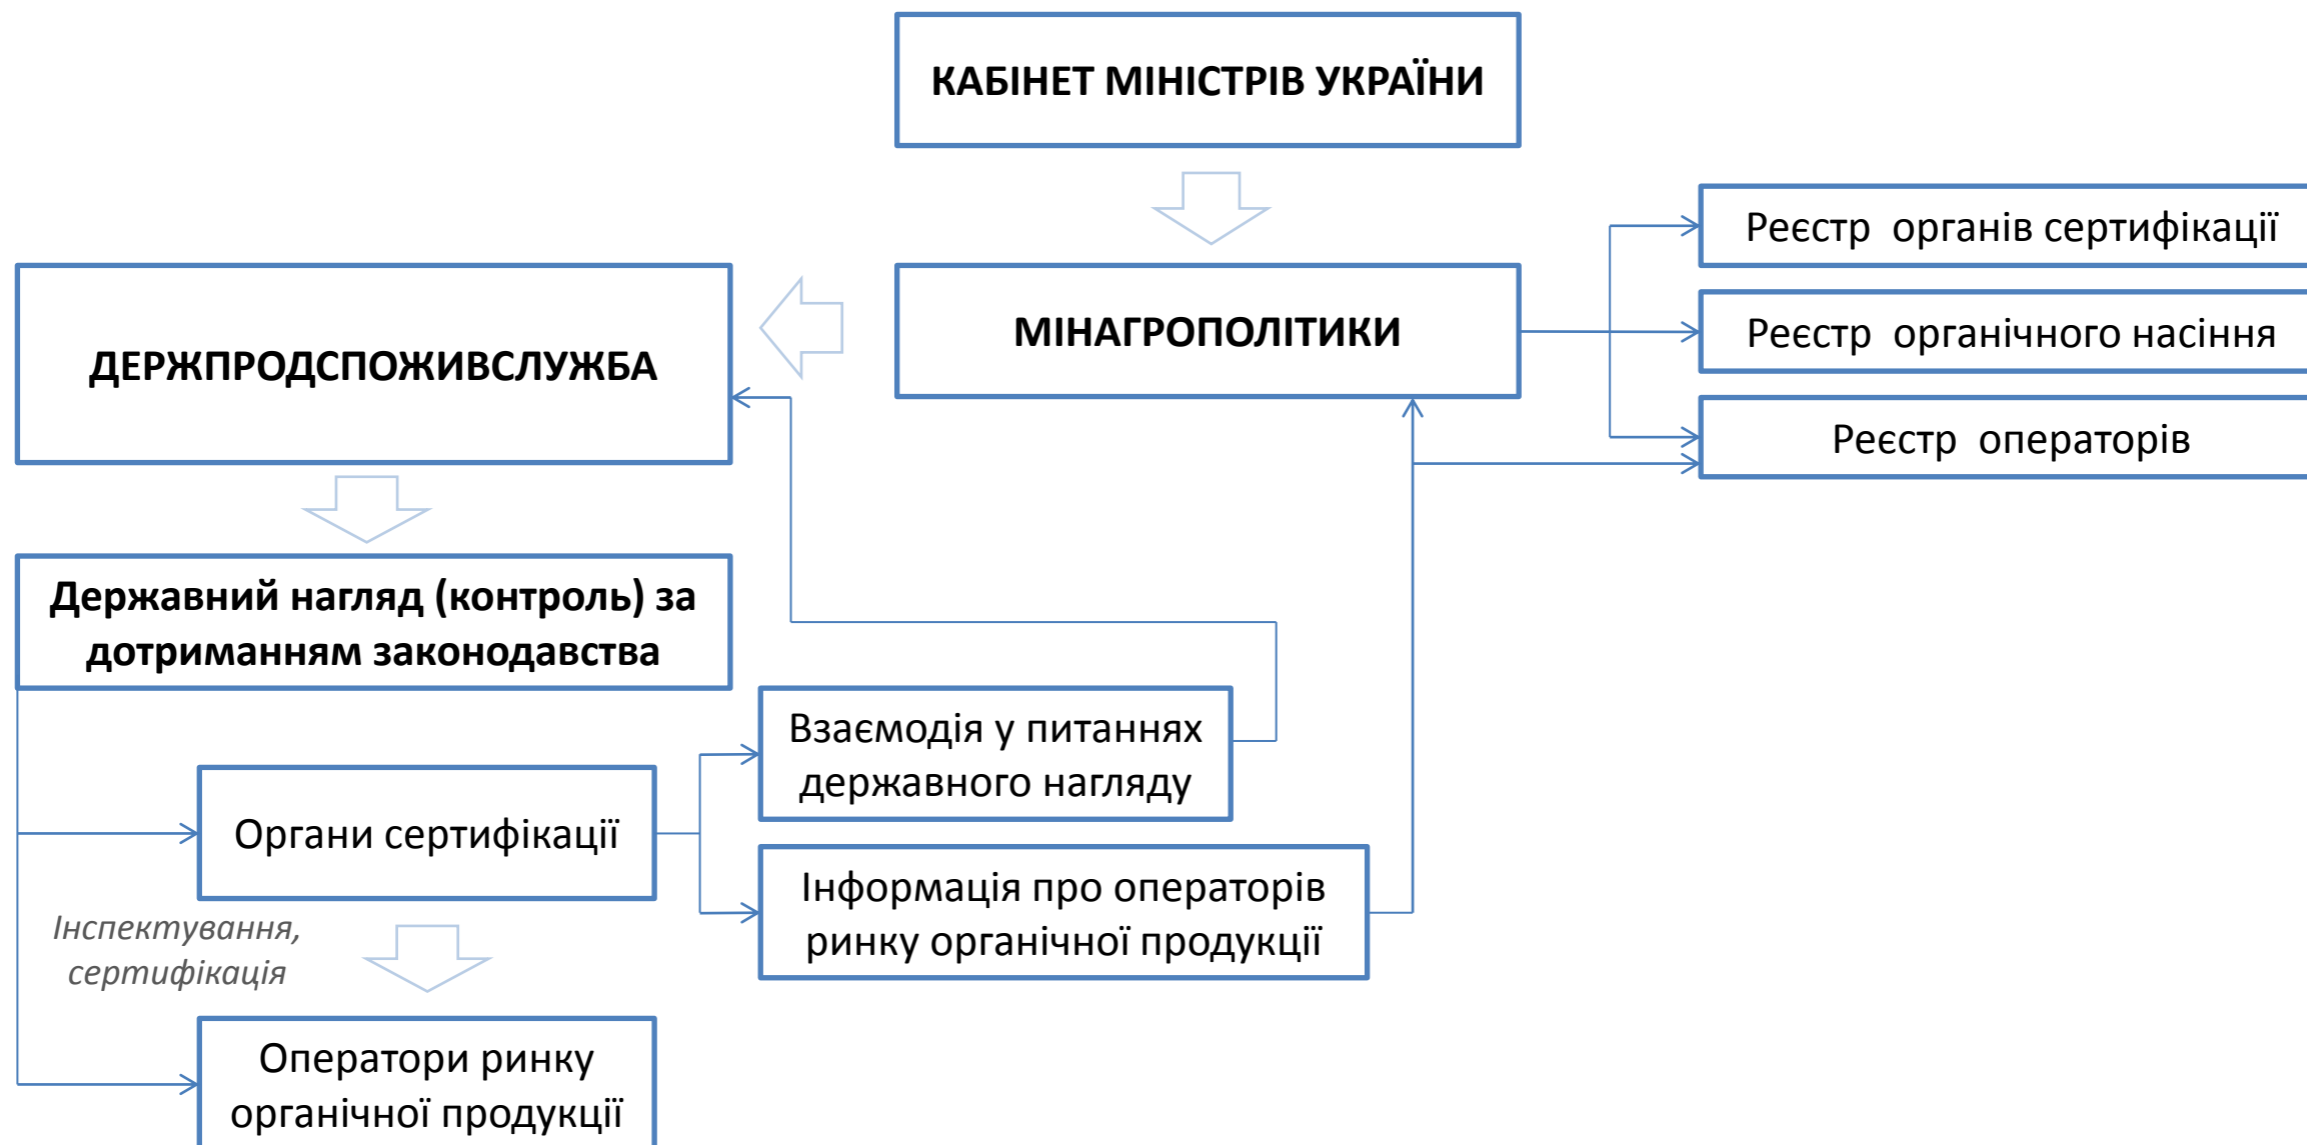 КАБІНЕТ МІНІСТРІВ УКРАЇНИ
Реєстр органів сертифікації
ДЕРЖПРОДСПОЖИВСЛУЖБА
МІНАГРОПОЛІТИКИ
Реєстр органічного насіння
Реєстр операторів
Державний нагляд (контроль) за
дотриманням законодавства
Взаємодія у питаннях
державного нагляду
Органи сертифікації
Інформація про операторів
ринку органічної продукції
Інспектування,
сертифікація
Оператори ринку
органічної продукції